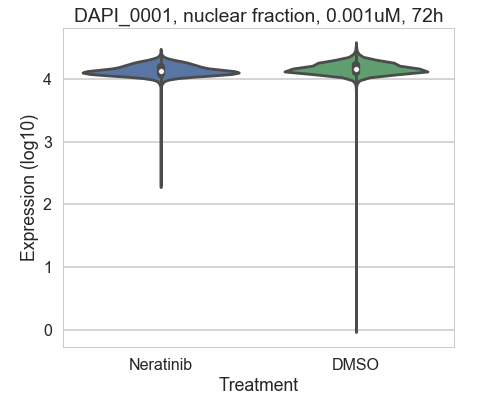 DAPI_0001, nuclear fraction, 0.001uM, 72h
Expression (log10)
4
3
2
1
0
Neratinib
DMSO
Treatment